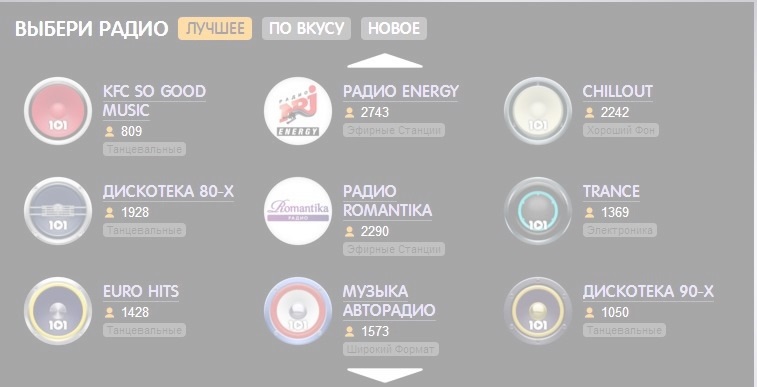 ВЫБЕРИ РАДИО ЛУЧШЕЕ ПО ВКУСУ НОВОЕ
101
KFC SO GOOD
MUSIC
809
Танцевальные
NRJ
ENERGY
РАДИО ENERGY
2743
Эфирные Станции
101
CHILLOUT
2242
Хороший Фон
101
ДИСКОТЕКА 80-Х
1928
Танцевальные
Romantika
РАДИО
РАДИО
ROMANTIKA
2290
Эфирные Станции
101
TRANCE
1369
Электроника
101
EURO HITS
1428
Танцевальные
101
МУЗЫКА
АВТОРАДИО
1573
Широкий Формат
101
ДИСКОТЕКА 90-Х
1050
Танцевальные